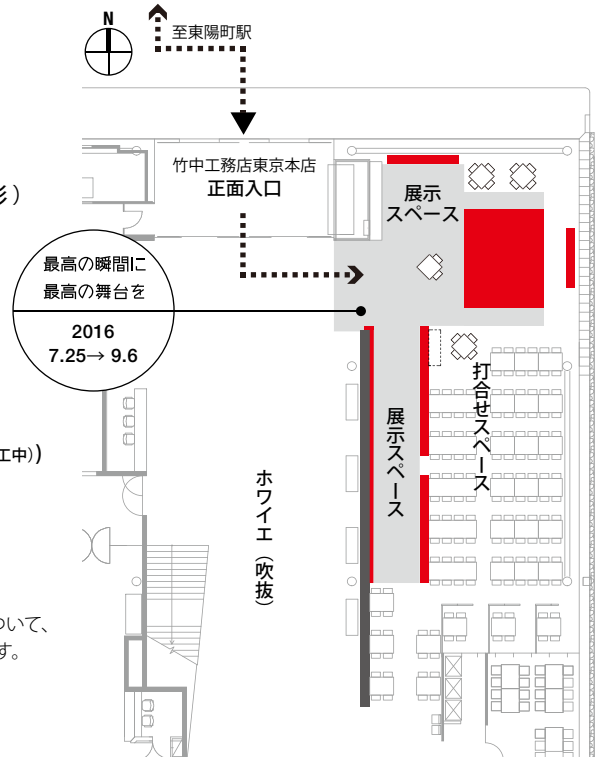 N
至東陽町駅
竹中工務店東京本店
正面入口
展示
スペース
彡）
最高の瞬間に
最高の舞台を
2016
7.25→ 9.6
打合せスペース
展示スペース
工中））
ホワイエ（吹抜）
ついて、
す。